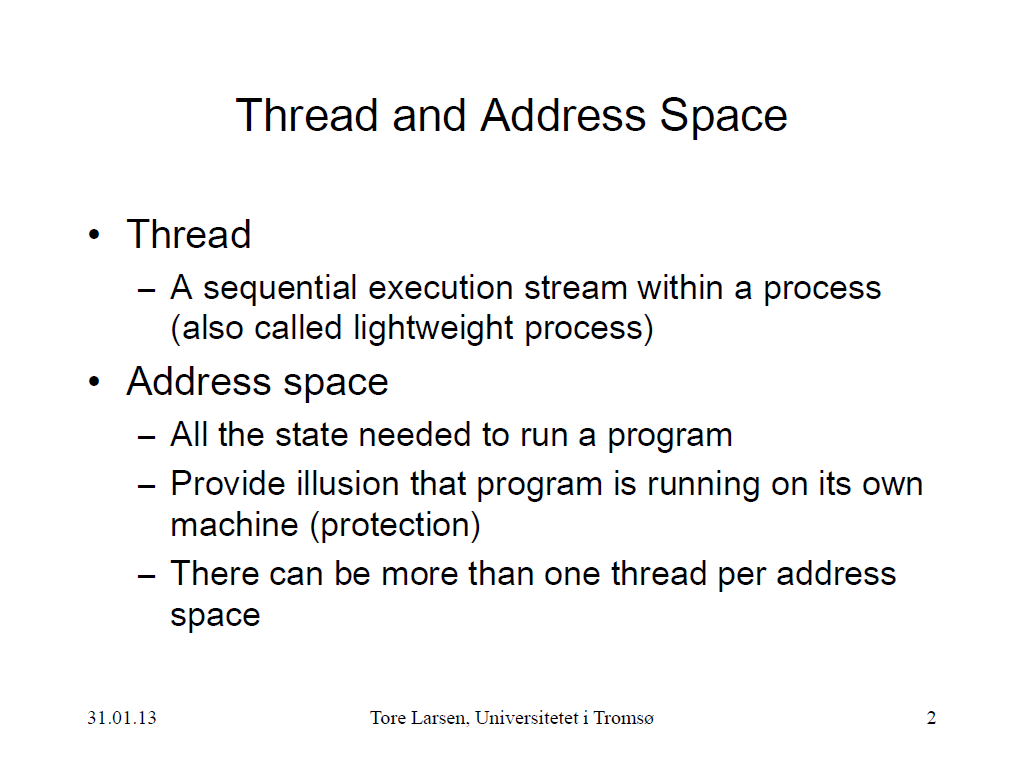 Thread and Address Space
• Thread
– A sequential execution stream within a process
(also called lightweight process)
• Address space
– All the state needed to run a program
– Provide illusion that program is running on its own
machine (protection)
– There can be more than one thread per address
space
31.01.13 Tore Larsen, Universitetet i Tromsø 2